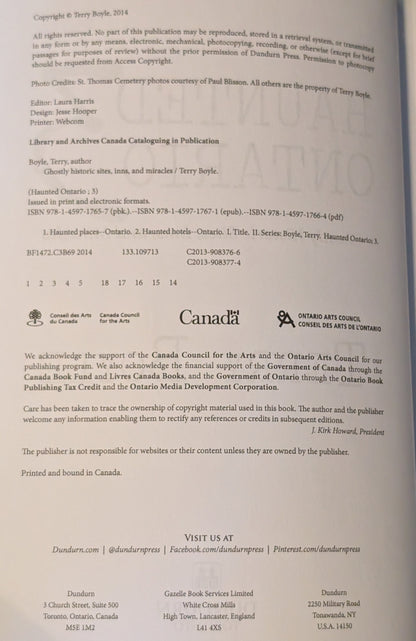 Copyright © Terry Boyle, 2014
All rights reserved. No part of this publication may be reproduced, stored in a retrieval system, or transmitted
in any form or by any means, electronic, mechanical, photocopying, recording, or otherwise (except for brief
passages for purposes of review) without the prior permission of Dundurn Press. Permission to photocopy
should be requested from Access Copyright.
Photo Credits: St. Thomas Cemetery photos courtesy of Paul Blisson. All others are the property of Terry Boyle.
Editor: Laura Harris
Design: Jesse Hooper
Printer: Webcom
Library and Archives Canada Cataloguing in Publication
Boyle, Terry, author
Ghostly historic sites, inns, and miracles / Terry Boyle.
(Haunted Ontario ; 3)
Issued in print and electronic formats.
ISBN 978-1-4597-1765-7 (pbk.).--ISBN 978-1-4597-1767-1 (epub).--ISBN 978-1-4597-1766-4 (pdf)
1. Haunted places--Ontario. 2. Haunted hotels--Ontario. I. Title. II. Series: Boyle, Terry. Haunted Ontario; 3.
BF1472.C3B69 2014 133.109713 C2013-908376-6
C2013-908377-4
1 2 3 4 5 18 17 16 15 14
Conseil des Arts du Canada
Canada Council for the Arts
Canada
ONTARIO ARTS COUNCIL
CONSEIL DES ARTS DE L'ONTARIO
We acknowledge the support of the Canada Council for the Arts and the Ontario Arts Council for our
publishing program. We also acknowledge the financial support of the Government of Canada through the
Canada Book Fund and Livres Canada Books, and the Government of Ontario through the Ontario Book
Publishing Tax Credit and the Ontario Media Development Corporation.
Care has been taken to trace the ownership of copyright material used in this book. The author and the publisher
welcome any information enabling them to rectify any references or credits in subsequent editions.
J. Kirk Howard, President
The publisher is not responsible for websites or their content unless they are owned by the publisher.
Printed and bound in Canada.
VISIT US AT
Dundurn.com | @dundurnpress | Facebook.com/dundurnpress | Pinterest.com/dundurnpress
Dundurn
3 Church Street, Suite 500
Toronto, Ontario, Canada
M5E 1M2
Gazelle Book Services Limited
White Cross Mills
High Town, Lancaster, England
L41 4XS
Dundurn
2250 Military Road
Tonawanda, NY
U.S.A. 14150